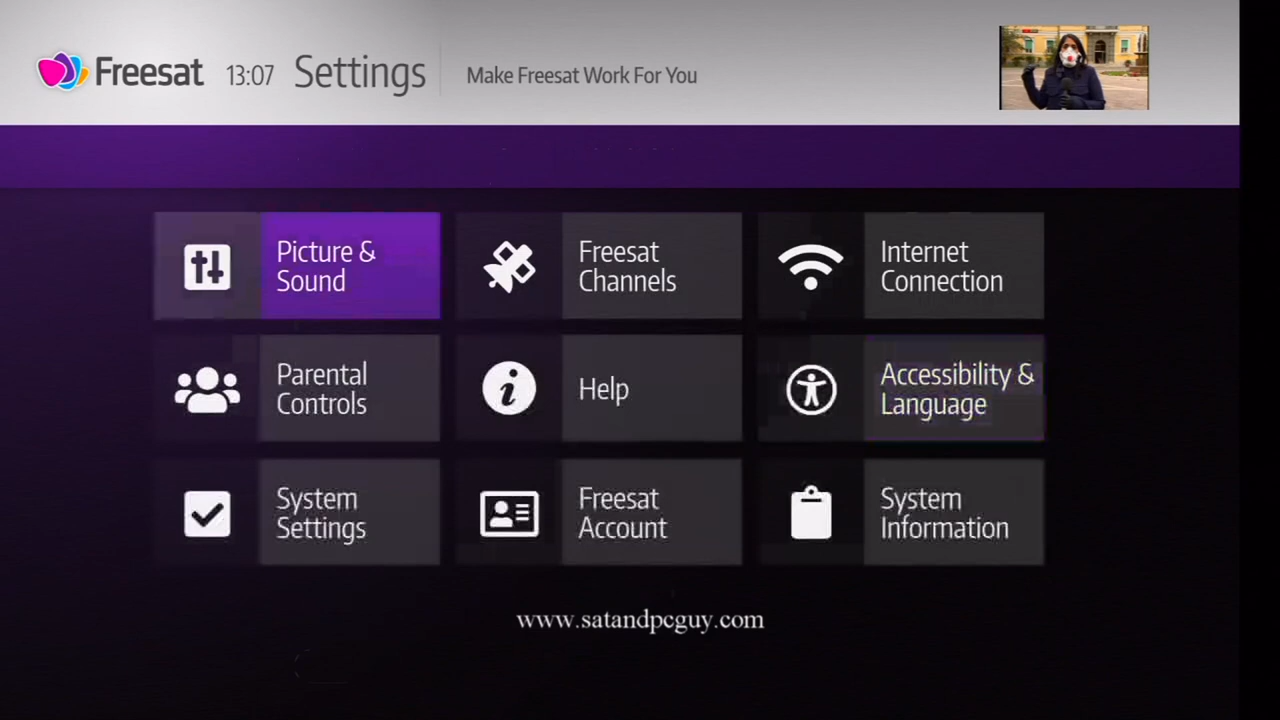 Freesat 13:07 Settings Make Freesat Work For You
Picture &
Sound
Freesat
Channels
Internet
Connection
Parental
Controls
Help
Accessibility &
Language
System
Settings
Freesat
Account
System
Information
www.satandpcguy.com